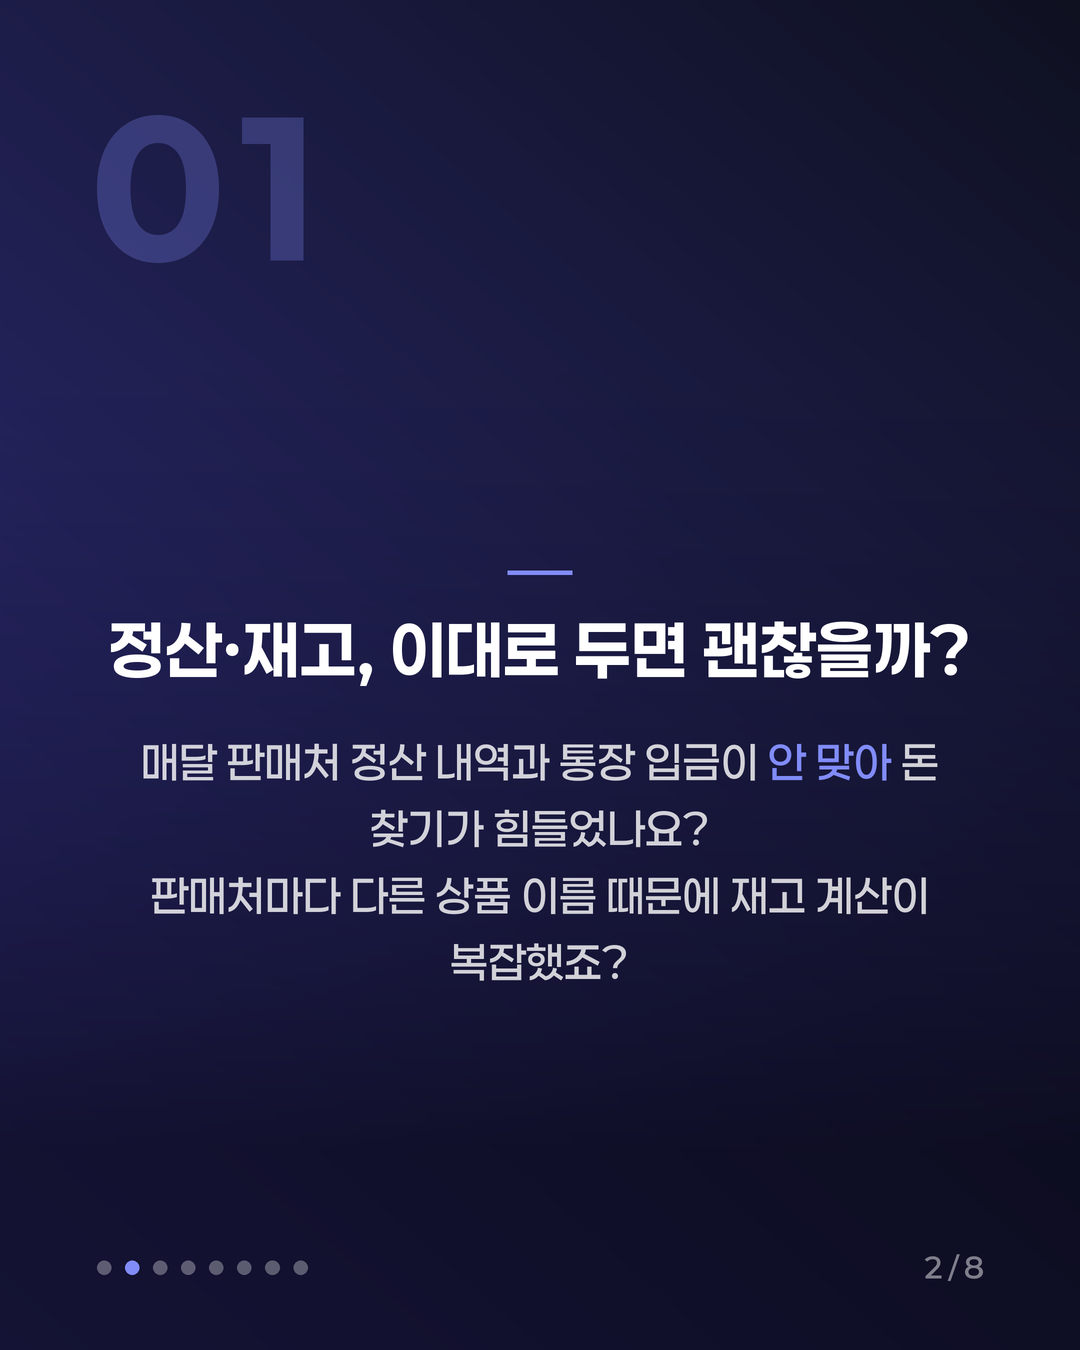 01
정산·재고, 이대로 두면 괜찮을까?
매달 판매처 정산 내역과 통장 입금이 안 맞아 돈
찾기가 힘들었나요?
판매처마다 다른 상품 이름 때문에 재고 계산이
복잡했죠?
2/8